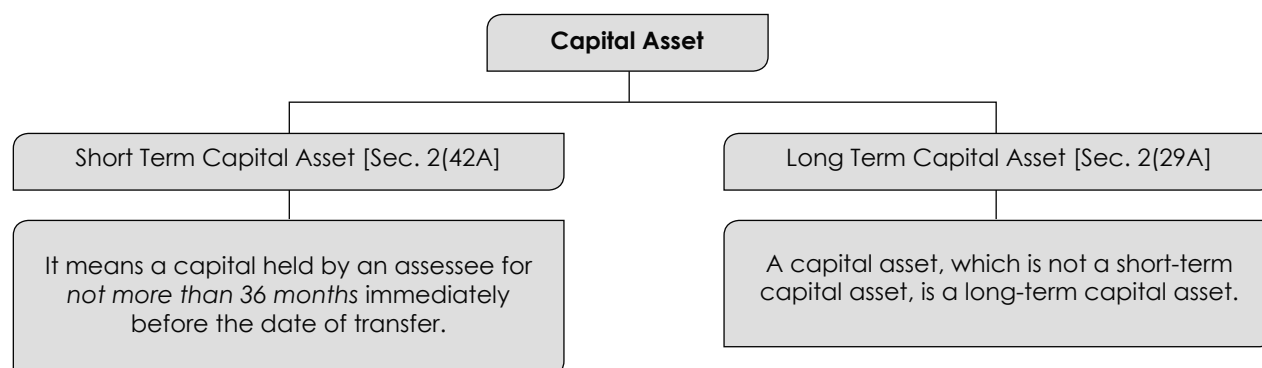 Capital Asset
Short Term Capital Asset [Sec. 2(42A]
Long Term Capital Asset [Sec. 2(29A]
It means a capital held by an assessee for
not more than 36 months immediately
before the date of transfer.
A capital asset, which is not a short-term
capital asset, is a long-term capital asset.